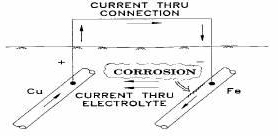 CURRENT THRU
CONNECTION
+
−
CORROSION
Cu
Fe
CURRENT THRU
ELECTROLYTE